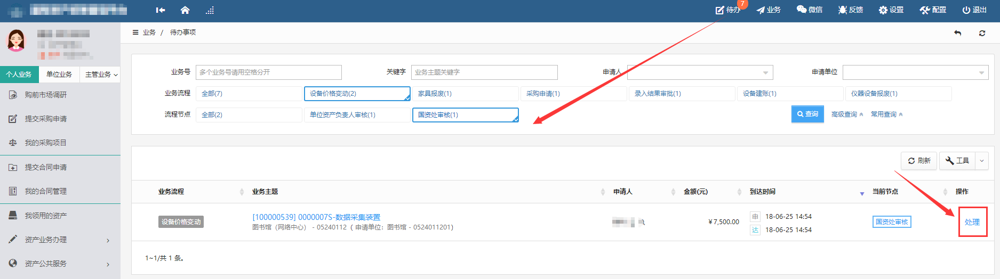 待办 7 业务 微信 反馈 设置 配置 退出
业务 / 待办事项
个人业务 单位业务 主管业务
购前市场调研
提交采购申请
我的采购项目
提交合同申请
我的合同管理
我领用的资产
资产业务办理
资产公共服务
业务号 多个业务号请用空格分开 关键字 业务主题关键字 申请人 申请单位
业务流程 全部(7) 设备价格变动(2) 家具报废(1) 采购申请(1) 录入结果审批(1) 设备建账(1) 仪器设备报废(1)
流程节点 全部(2) 单位资产负责人审核(1) 国资处审核(1) 查询 高级查询 常用查询
刷新 工具
业务流程 业务主题 申请人 金额(元) 到达时间 当前节点 操作
设备价格变动 [100000539] 0000007S-数据采集装置 ¥7,500.00 申 18-06-25 14:54 国资处审核 处理
图书馆（网络中心） - 05240112 ( 申请单位：图书馆 - 0524011201) 达 18-06-25 14:54
1~1/共 1 条。